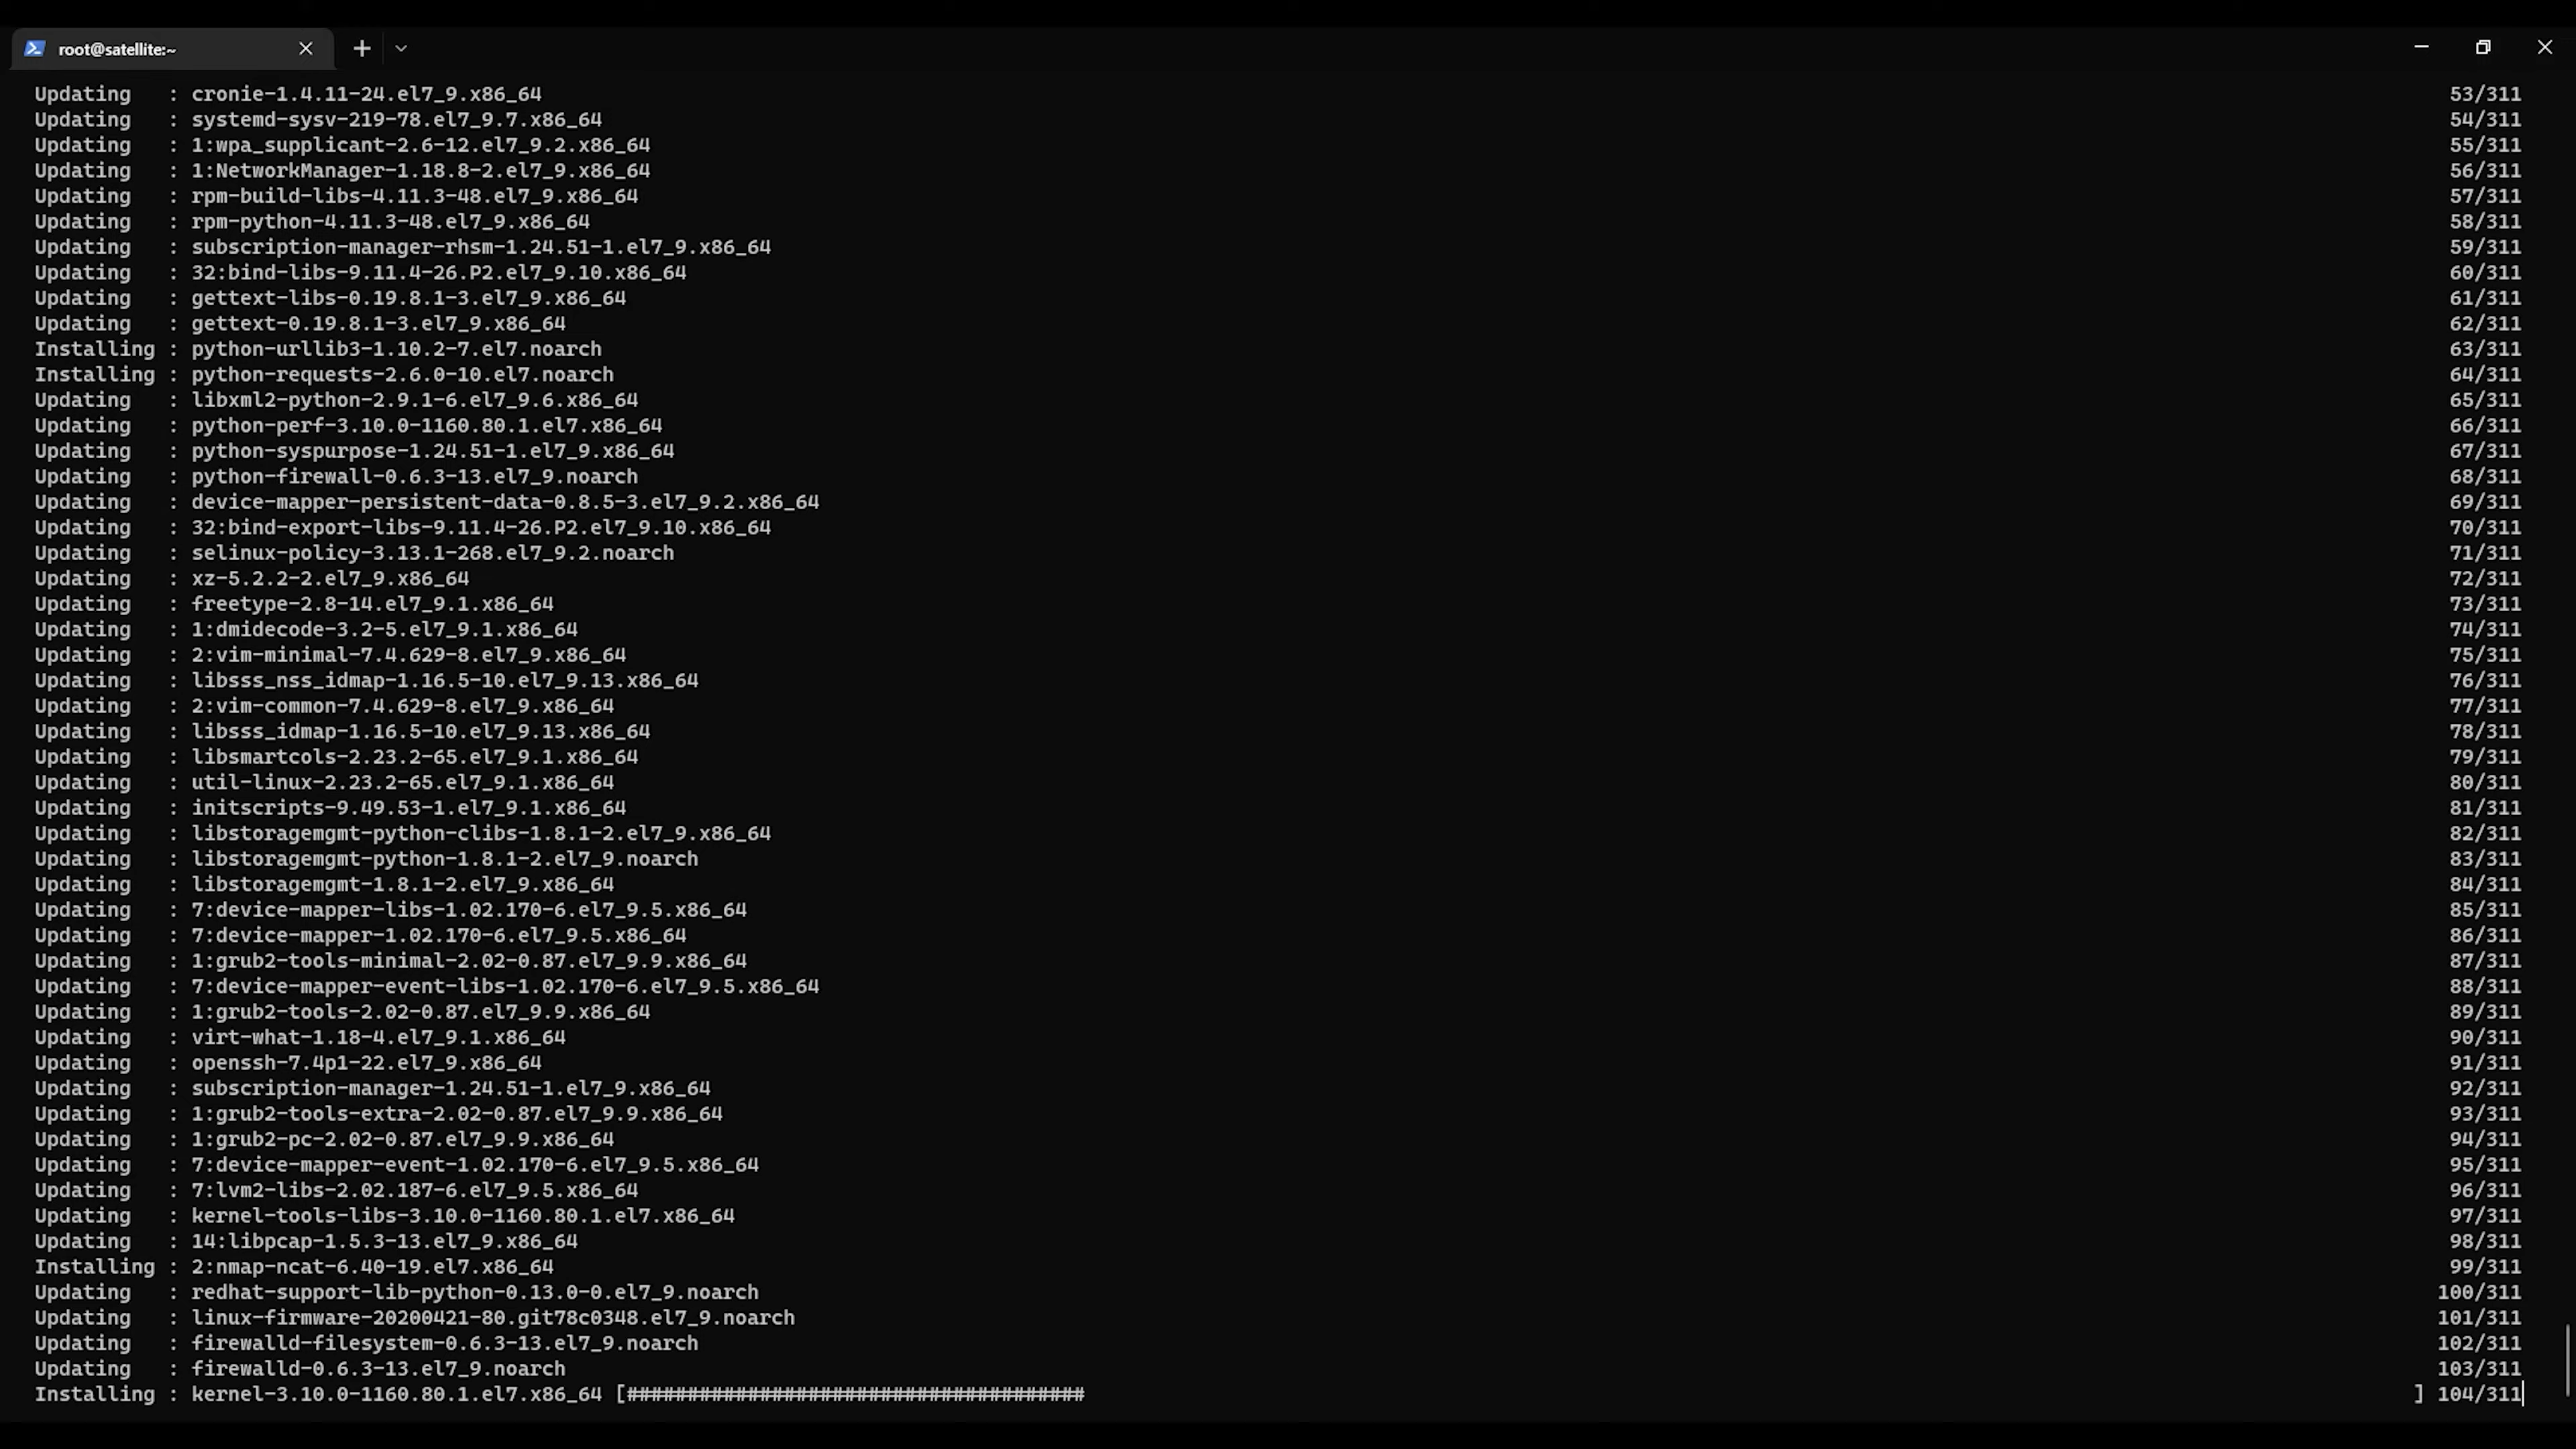 root@satellite:~
Updating   : cronie-1.4.11-24.el7_9.x86_64 53/311
Updating   : systemd-sysv-219-78.el7_9.7.x86_64 54/311
Updating   : 1:wpa_supplicant-2.6-12.el7_9.2.x86_64 55/311
Updating   : 1:NetworkManager-1.18.8-2.el7_9.x86_64 56/311
Updating   : rpm-build-libs-4.11.3-48.el7_9.x86_64 57/311
Updating   : rpm-python-4.11.3-48.el7_9.x86_64 58/311
Updating   : subscription-manager-rhsm-1.24.51-1.el7_9.x86_64 59/311
Updating   : 32:bind-libs-9.11.4-26.P2.el7_9.10.x86_64 60/311
Updating   : gettext-libs-0.19.8.1-3.el7_9.x86_64 61/311
Updating   : gettext-0.19.8.1-3.el7_9.x86_64 62/311
Installing : python-urllib3-1.10.2-7.el7.noarch 63/311
Installing : python-requests-2.6.0-10.el7.noarch 64/311
Updating   : libxml2-python-2.9.1-6.el7_9.6.x86_64 65/311
Updating   : python-perf-3.10.0-1160.80.1.el7.x86_64 66/311
Updating   : python-syspurpose-1.24.51-1.el7_9.x86_64 67/311
Updating   : python-firewall-0.6.3-13.el7_9.noarch 68/311
Updating   : device-mapper-persistent-data-0.8.5-3.el7_9.2.x86_64 69/311
Updating   : 32:bind-export-libs-9.11.4-26.P2.el7_9.10.x86_64 70/311
Updating   : selinux-policy-3.13.1-268.el7_9.2.noarch 71/311
Updating   : xz-5.2.2-2.el7_9.x86_64 72/311
Updating   : freetype-2.8-14.el7_9.1.x86_64 73/311
Updating   : 1:dmidecode-3.2-5.el7_9.1.x86_64 74/311
Updating   : 2:vim-minimal-7.4.629-8.el7_9.x86_64 75/311
Updating   : libsss_nss_idmap-1.16.5-10.el7_9.13.x86_64 76/311
Updating   : 2:vim-common-7.4.629-8.el7_9.x86_64 77/311
Updating   : libsss_idmap-1.16.5-10.el7_9.13.x86_64 78/311
Updating   : libsmartcols-2.23.2-65.el7_9.1.x86_64 79/311
Updating   : util-linux-2.23.2-65.el7_9.1.x86_64 80/311
Updating   : initscripts-9.49.53-1.el7_9.1.x86_64 81/311
Updating   : libstoragemgmt-python-clibs-1.8.1-2.el7_9.x86_64 82/311
Updating   : libstoragemgmt-python-1.8.1-2.el7_9.noarch 83/311
Updating   : libstoragemgmt-1.8.1-2.el7_9.x86_64 84/311
Updating   : 7:device-mapper-libs-1.02.170-6.el7_9.5.x86_64 85/311
Updating   : 7:device-mapper-1.02.170-6.el7_9.5.x86_64 86/311
Updating   : 1:grub2-tools-minimal-2.02-0.87.el7_9.9.x86_64 87/311
Updating   : 7:device-mapper-event-libs-1.02.170-6.el7_9.5.x86_64 88/311
Updating   : 1:grub2-tools-2.02-0.87.el7_9.9.x86_64 89/311
Updating   : virt-what-1.18-4.el7_9.1.x86_64 90/311
Updating   : openssh-7.4p1-22.el7_9.x86_64 91/311
Updating   : subscription-manager-1.24.51-1.el7_9.x86_64 92/311
Updating   : 1:grub2-tools-extra-2.02-0.87.el7_9.9.x86_64 93/311
Updating   : 1:grub2-pc-2.02-0.87.el7_9.9.x86_64 94/311
Updating   : 7:device-mapper-event-1.02.170-6.el7_9.5.x86_64 95/311
Updating   : 7:lvm2-libs-2.02.187-6.el7_9.5.x86_64 96/311
Updating   : kernel-tools-libs-3.10.0-1160.80.1.el7.x86_64 97/311
Updating   : 14:libpcap-1.5.3-13.el7_9.x86_64 98/311
Installing : 2:nmap-ncat-6.40-19.el7.x86_64 99/311
Updating   : redhat-support-lib-python-0.13.0-0.el7_9.noarch 100/311
Updating   : linux-firmware-20200421-80.git78c0348.el7_9.noarch 101/311
Updating   : firewalld-filesystem-0.6.3-13.el7_9.noarch 102/311
Updating   : firewalld-0.6.3-13.el7_9.noarch 103/311
Installing : kernel-3.10.0-1160.80.1.el7.x86_64 [###################################### ] 104/311